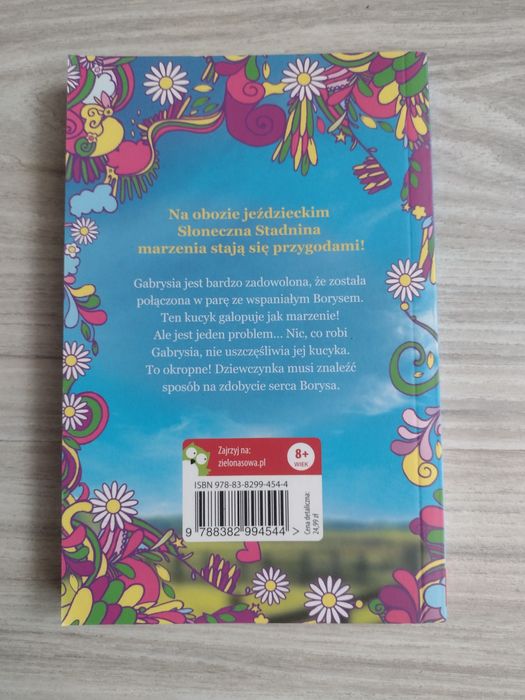 Na obozie jeździeckim
Słoneczna Stadnina
marzenia stają się przygodami!
Gabrysia jest bardzo zadowolona, że została
połączona w parę ze wspaniałym Borysem.
Ten kucyk galopuje jak marzenie!
Ale jest jeden problem... Nic, co robi
Gabrysia, nie uszczęśliwia jej kucyka.
To okropne! Dziewczynka musi znaleźć
sposób na zdobycie serca Borysa.
Zajrzyj na:
zielonasowa.pl
8+
WIEK
ISBN 978-83-8299-454-4
9 788382 994544 >
Cena detaliczna:
24,99 zł